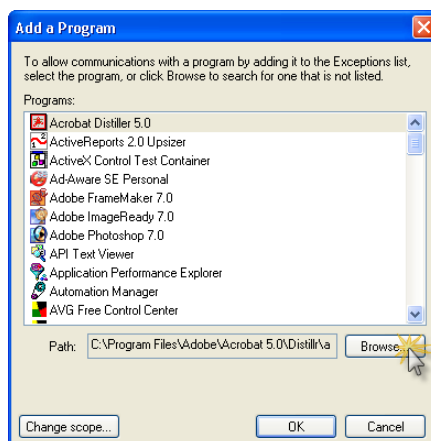 Add a Program
To allow communications with a program by adding it to the Exceptions list,
select the program, or click Browse to search for one that is not listed.
Programs:
Acrobat Distiller 5.0
ActiveReports 2.0 Upsizer
ActiveX Control Test Container
Ad-Aware SE Personal
Adobe FrameMaker 7.0
Adobe ImageReady 7.0
Adobe Photoshop 7.0
API Text Viewer
Application Performance Explorer
Automation Manager
AVG Free Control Center
Path: C:\Program Files\Adobe\Acrobat 5.0\Distillr\a Browse...
Change scope... OK Cancel